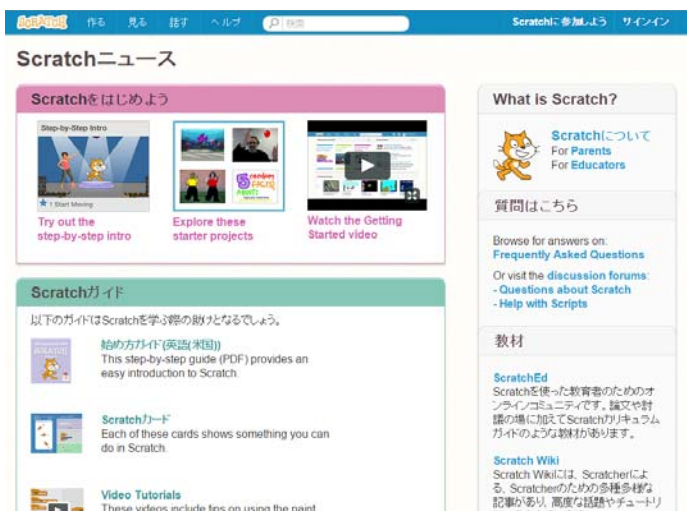 SCRATCH 作る 見る 話す ヘルプ 検索 Scratchに参加しよう サインイン
Scratchニュース
Scratchをはじめよう
Step-by-Step Intro
1 Start Moving
Try out the
step-by-step intro
5 random
FACTS
Explore these
starter projects
Watch the Getting
Started video
Scratchガイド
以下のガイドはScratchを学ぶ際の助けとなるでしょう。
始め方ガイド(英語(米国))
This step-by-step guide (PDF) provides an
easy introduction to Scratch.
SCRATCH
Scratchカード
Each of these cards shows something you can
do in Scratch.
Video Tutorials
These videos include tips on using the paint
What is Scratch?
Scratchについて
For Parents
For Educators
質問はこちら
Browse for answers on:
Frequently Asked Questions
Or visit the discussion forums:
- Questions about Scratch
- Help with Scripts
教材
ScratchEd
Scratchを使った教育者のためのオ
ンラインコミュニティです。論文や討
議の場に加えてScratchカリキュラム
ガイドのような教材があります。
Scratch Wiki
Scratch Wikiには、Scratcherによ
る、Scratcherのための多種多様な
記事があり、高度な話題やチュートリ